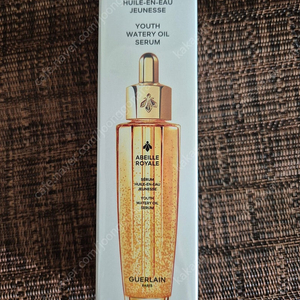 HUILE-EN-EAU
JEUNESSE
YOUTH
WATERY OIL
SERUM
ABEILLE
ROYALE
SÉRUM
HUILE-EN-EAU
JEUNESSE
YOUTH
WATERY OIL
SERUM
GUERLAIN
PARIS